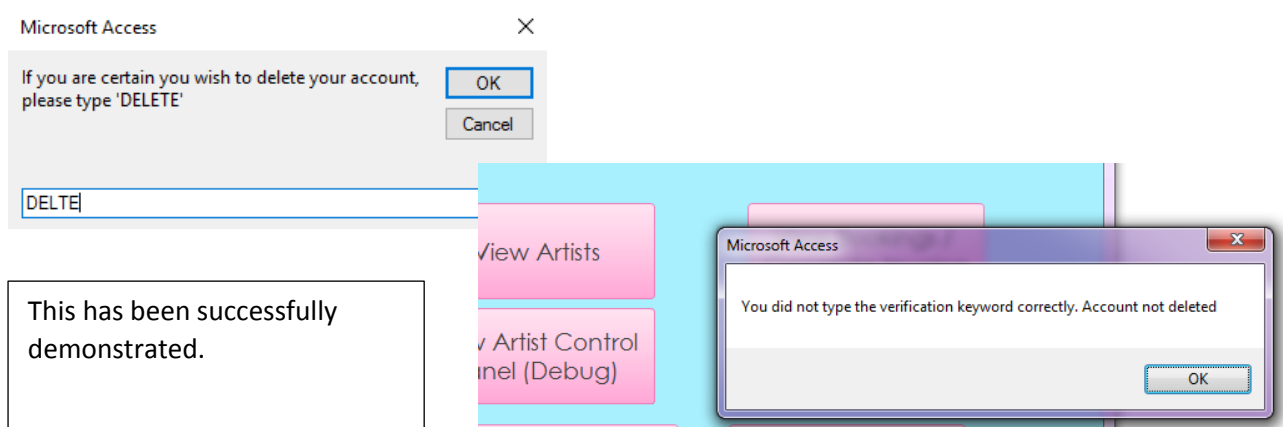 Microsoft Access
If you are certain you wish to delete your account,
please type 'DELETE'
OK
Cancel
DELTE
This has been successfully
demonstrated.
View Artists
Artist Control
(Debug)
Microsoft Access
You did not type the verification keyword correctly. Account not deleted
OK